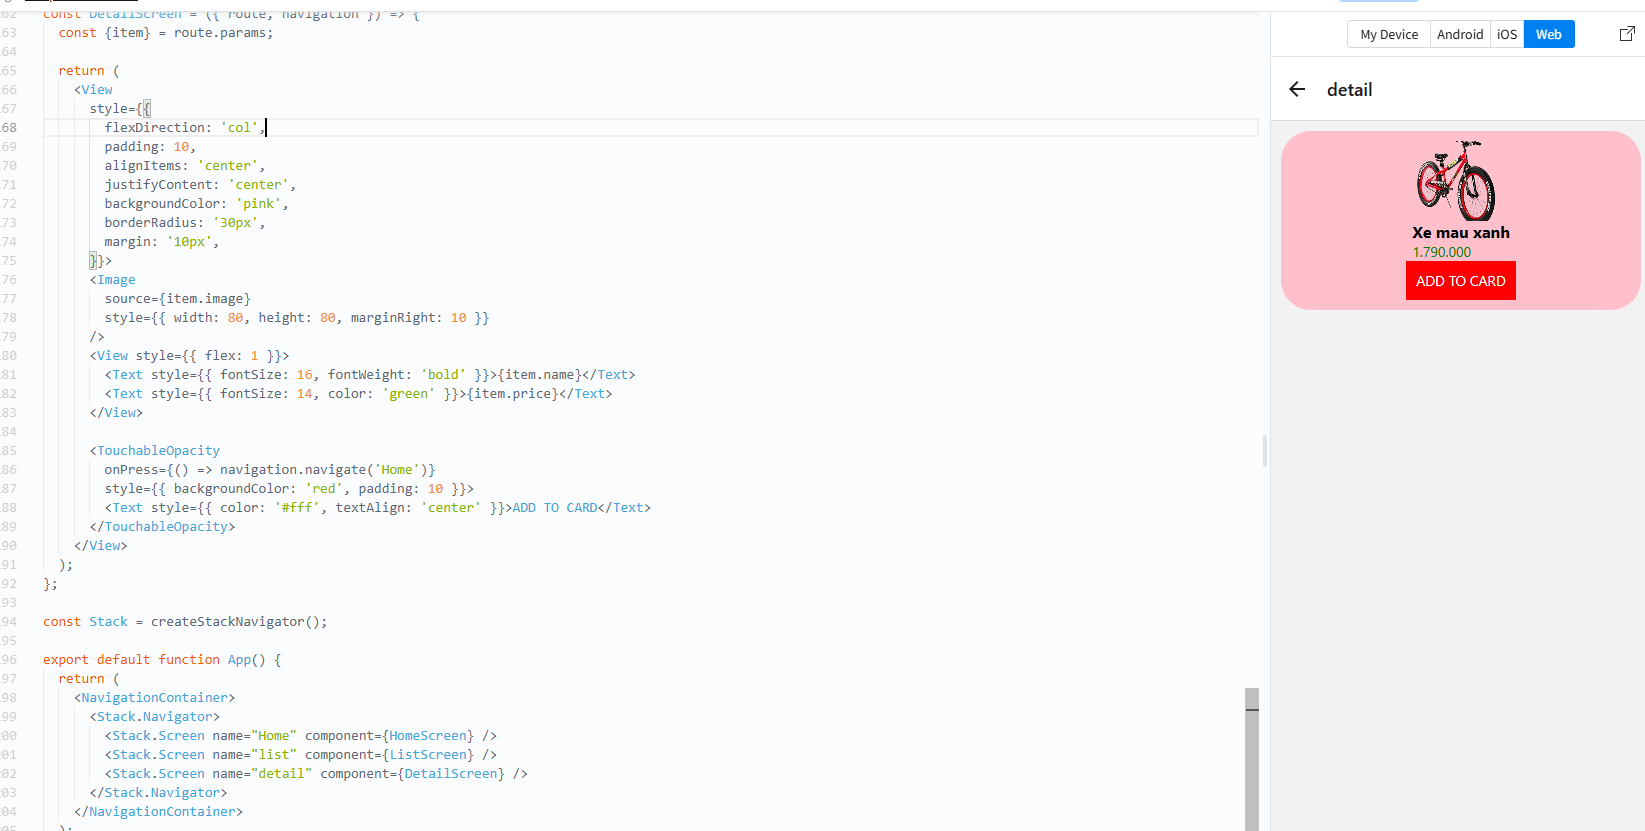 const DetailScreen = ({ route, navigation }) => {
63 const {item} = route.params;
64
65 return (
66 <View
67 style={{
68 flexDirection: 'col',
69 padding: 10,
70 alignItems: 'center',
71 justifyContent: 'center',
72 backgroundColor: 'pink',
73 borderRadius: '30px',
74 margin: '10px',
75 }}>
76 <Image
77 source={item.image}
78 style={{ width: 80, height: 80, marginRight: 10 }}
79 />
80 <View style={{ flex: 1 }}>
81 <Text style={{ fontSize: 16, fontWeight: 'bold' }}>{item.name}</Text>
82 <Text style={{ fontSize: 14, color: 'green' }}>{item.price}</Text>
83 </View>
84
85 <TouchableOpacity
86 onPress={() => navigation.navigate('Home')}
87 style={{ backgroundColor: 'red', padding: 10 }}>
88 <Text style={{ color: '#fff', textAlign: 'center' }}>ADD TO CARD</Text>
89 </TouchableOpacity>
90 </View>
91 );
92 };
93
94 const Stack = createStackNavigator();
95
96 export default function App() {
97 return (
98 <NavigationContainer>
99 <Stack.Navigator>
00 <Stack.Screen name="Home" component={HomeScreen} />
01 <Stack.Screen name="list" component={ListScreen} />
02 <Stack.Screen name="detail" component={DetailScreen} />
03 </Stack.Navigator>
04 </NavigationContainer>
My Device Android iOS Web
detail
Xe mau xanh
1.790.000
ADD TO CARD